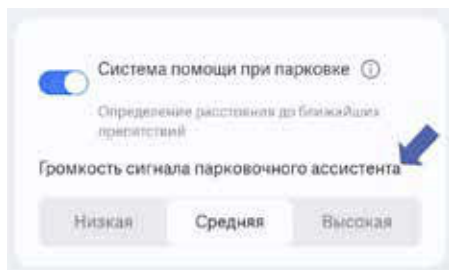 Система помощи при парковке
Определение расстояния до ближайших
препятствий
Громкость сигнала парковочного ассистента
Низкая Средняя Высокая